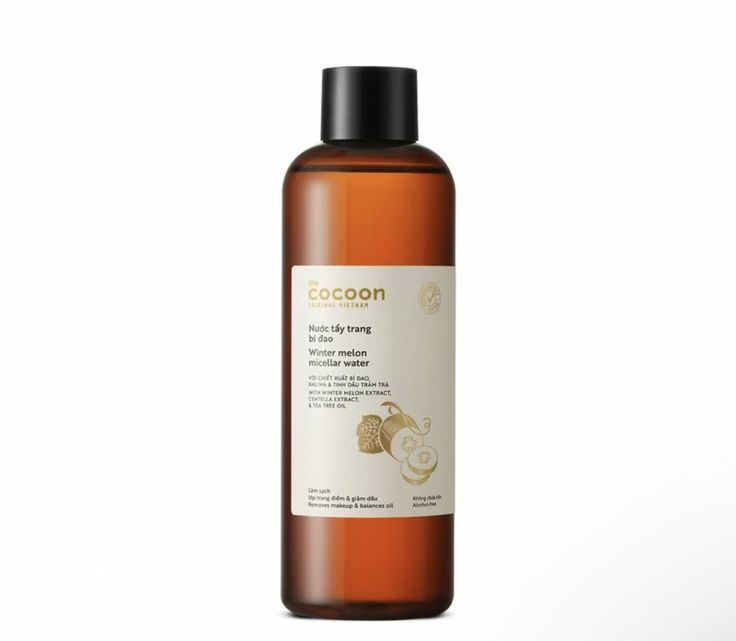 the
cocoon
ORIGINAL VIETNAM
Nước tẩy trang
bí đao
Winter melon
micellar water
VỚI CHIẾT XUẤT BÍ ĐAO,
RAU MÁ & TINH DẦU TRÀM TRÀ
WITH WINTER MELON EXTRACT,
CENTELLA EXTRACT,
& TEA TREE OIL
Làm sạch
lớp trang điểm & giảm dầu
Removes makeup & balances oil
Không chứa cồn
Alcohol-free